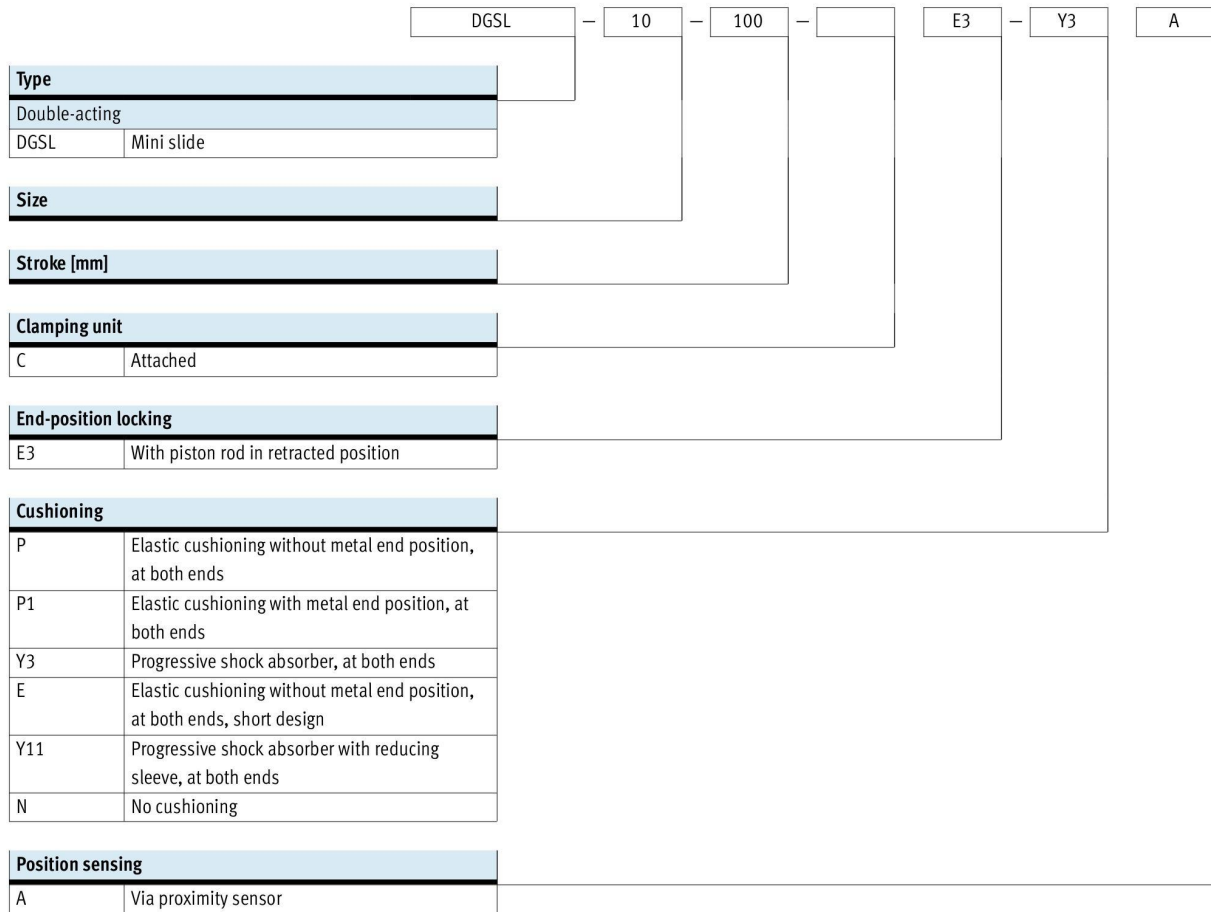 DGSL – 10 – 100 – E3 – Y3 A
Type
Double-acting
DGSL Mini slide
Size
Stroke [mm]
Clamping unit
C Attached
End-position locking
E3 With piston rod in retracted position
Cushioning
P Elastic cushioning without metal end position,
at both ends
P1 Elastic cushioning with metal end position, at
both ends
Y3 Progressive shock absorber, at both ends
E Elastic cushioning without metal end position,
at both ends, short design
Y11 Progressive shock absorber with reducing
sleeve, at both ends
N No cushioning
Position sensing
A Via proximity sensor